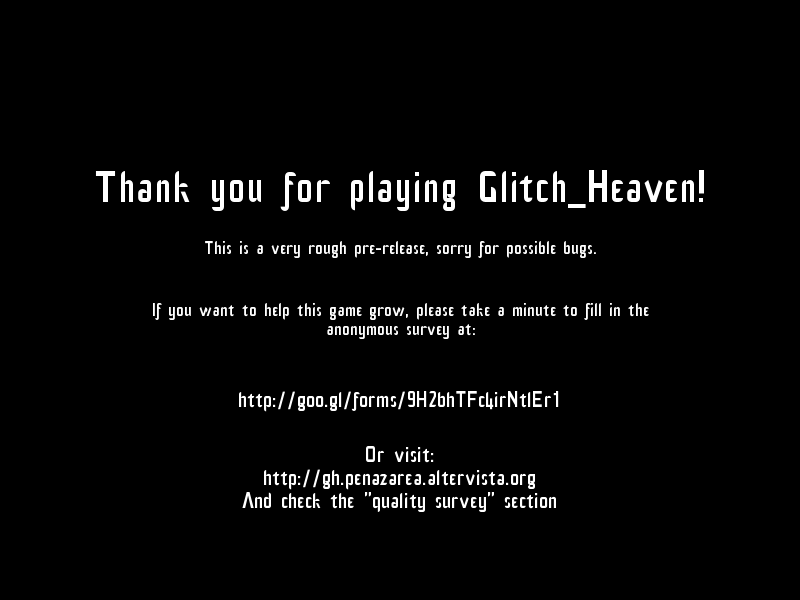 Thank you for playing Glitch_Heaven!
This is a very rough pre-release, sorry for possible bugs.
If you want to help this game grow, please take a minute to fill in the
anonymous survey at:
http://goo.gl/forms/9H2bhTFc4irNtlEr1
Or visit:
http://gh.penazarea.altervista.org
And check the "quality survey" section